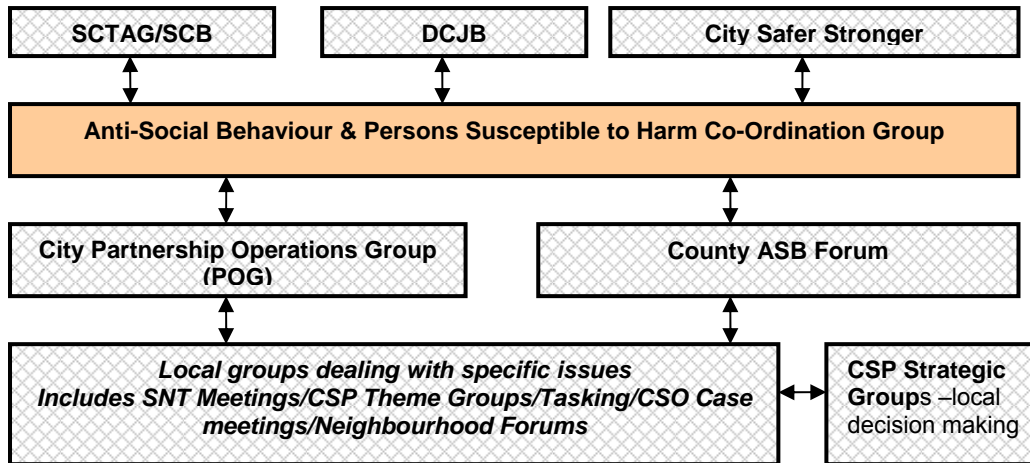 SCTAG/SCB
DCJB
City Safer Stronger
Anti-Social Behaviour & Persons Susceptible to Harm Co-Ordination Group
City Partnership Operations Group
(POG)
County ASB Forum
Local groups dealing with specific issues
Includes SNT Meetings/CSP Theme Groups/Tasking/CSO Case
meetings/Neighbourhood Forums
CSP Strategic
Groups –local
decision making